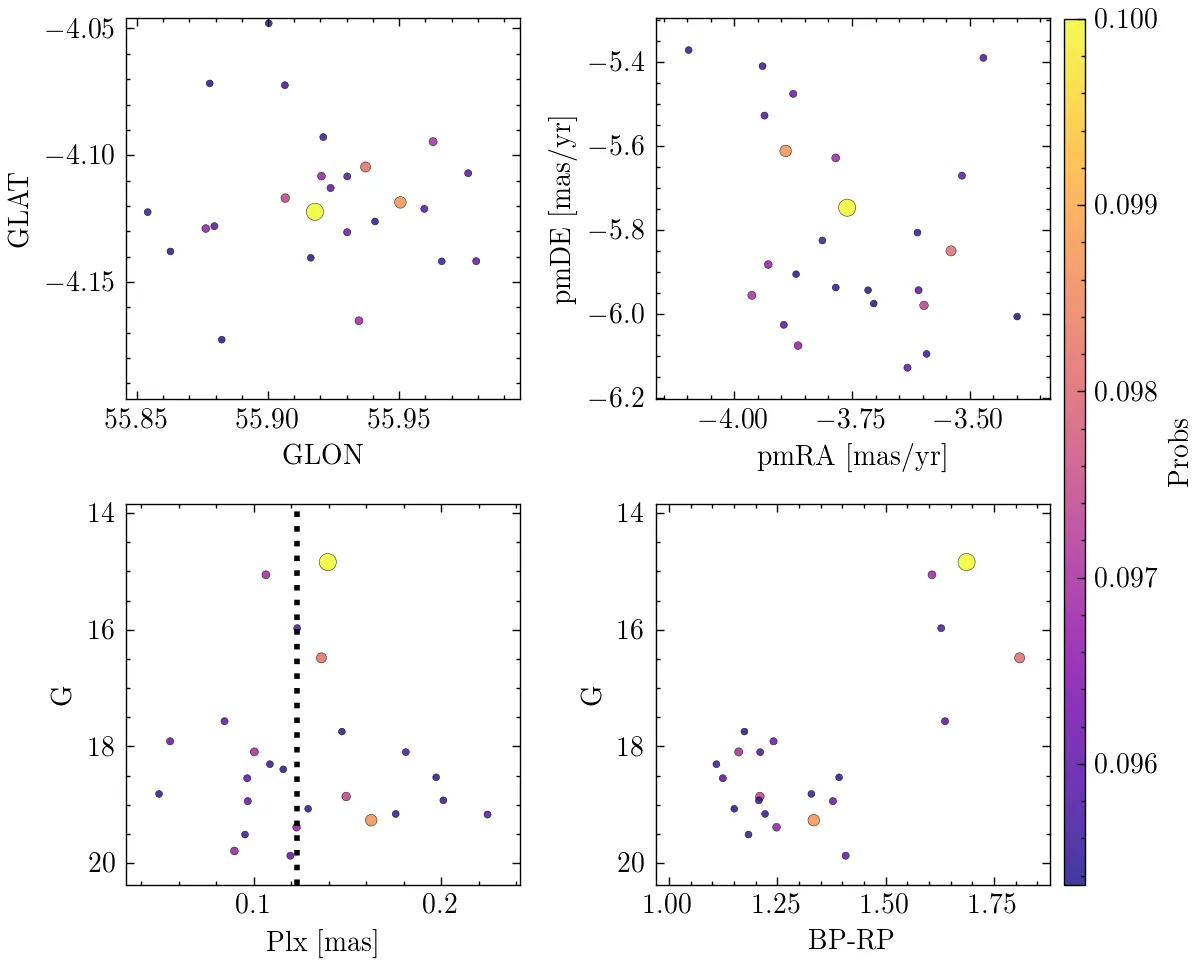 −4.05
−4.10
−4.15
GLAT
55.85 55.90 55.95
GLON
−5.4
−5.6
−5.8
−6.0
−6.2
pmDE [mas/yr]
−4.00 −3.75 −3.50
pmRA [mas/yr]
14
16
18
20
G
0.1 0.2
Plx [mas]
14
16
18
20
G
1.00 1.25 1.50 1.75
BP-RP
0.100
0.099
0.098
0.097
0.096
Probs